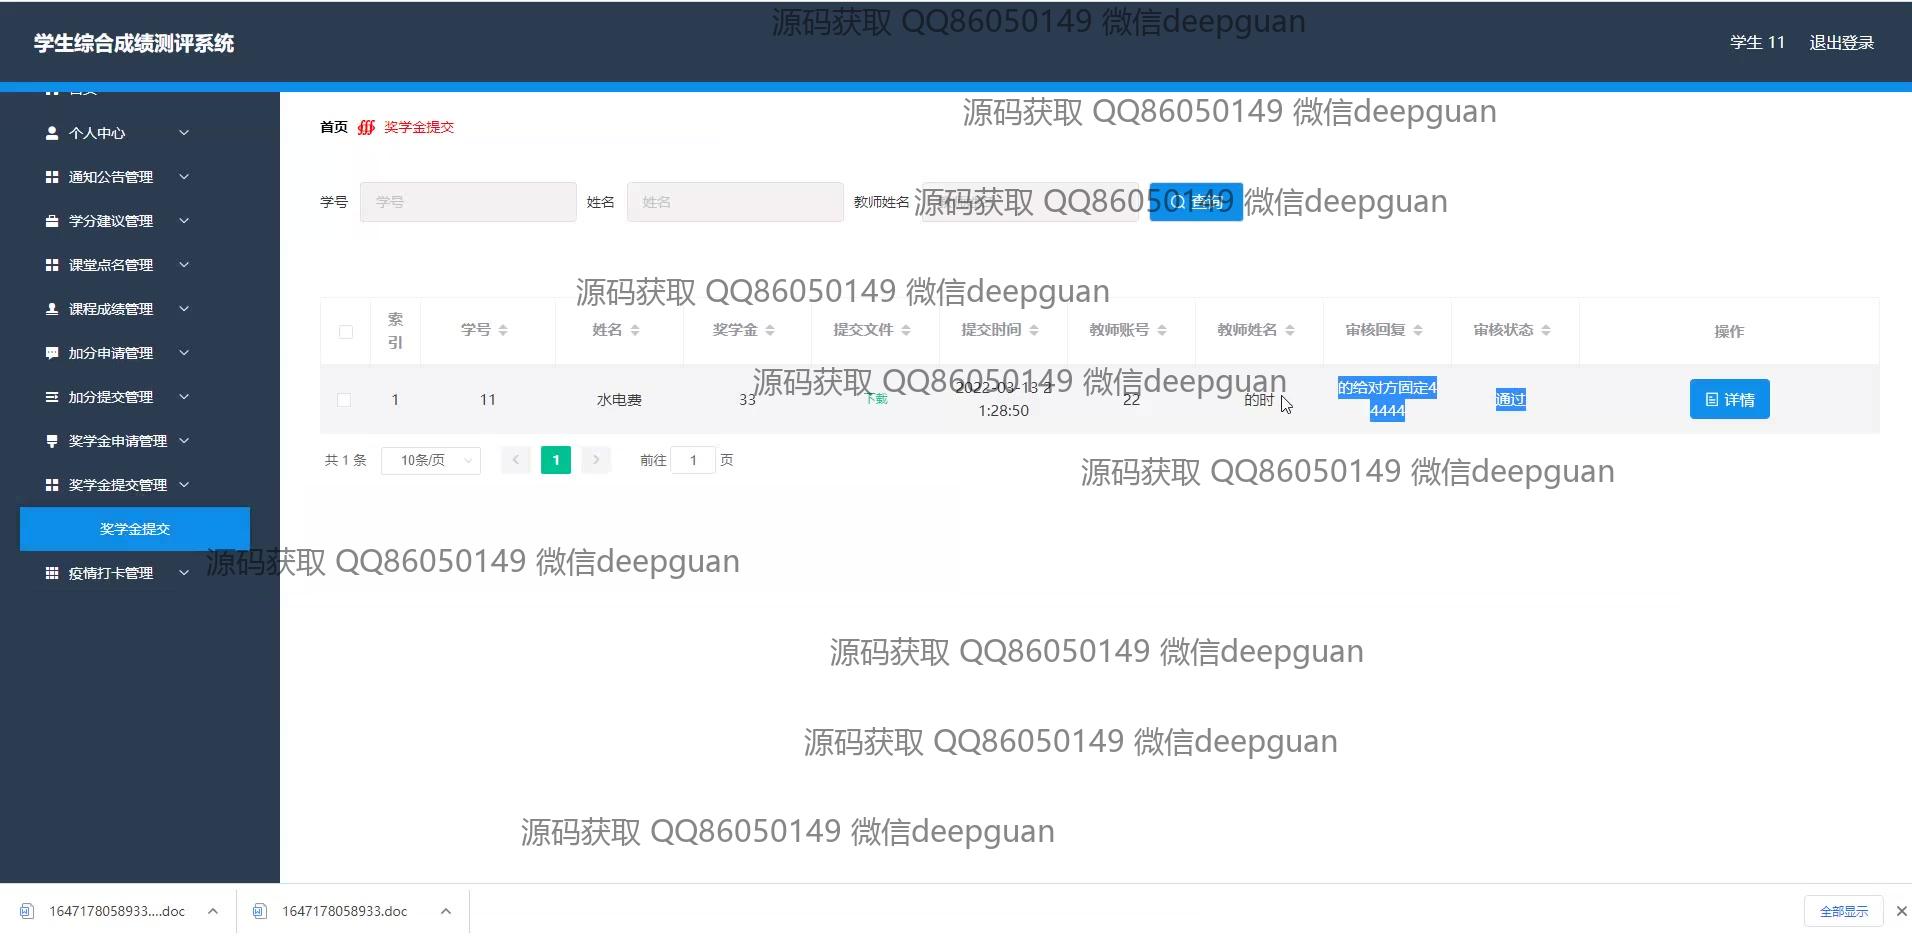 源码获取 QQ86050149 微信deepguan
学生综合成绩测评系统
学生 11
退出登录
首页
个人中心
通知公告管理
学分建议管理
课堂点名管理
课程成绩管理
加分申请管理
加分提交管理
奖学金申请管理
奖学金提交管理
奖学金提交
疫情打卡管理
源码获取 QQ86050149 微信deepguan
首页 奖学金提交
学号 学号 姓名 姓名 教师姓名 查询
源码获取 QQ86050149 微信deepguan
源码获取 QQ86050149 微信deepguan
索引 学号 姓名 奖学金 提交文件 提交时间 教师账号 教师姓名 审核回复 审核状态 操作
源码获取 QQ86050149 微信deepguan
1 11 水电费 33 下载 2022-03-13 2 22 的时 的给对方固定4 通过 详情
1:28:50 4444
共 1 条 10条/页 1 前往 1 页
源码获取 QQ86050149 微信deepguan
源码获取 QQ86050149 微信deepguan
源码获取 QQ86050149 微信deepguan
源码获取 QQ86050149 微信deepguan
源码获取 QQ86050149 微信deepguan
1647178058933....doc
1647178058933.doc
全部显示